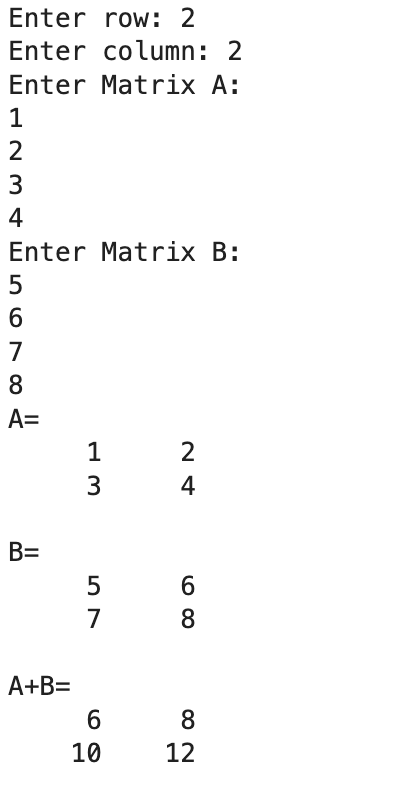 Enter row: 2
Enter column: 2
Enter Matrix A:
1
2
3
4
Enter Matrix B:
5
6
7
8
A=
     1     2
     3     4

B=
     5     6
     7     8

A+B=
     6     8
    10    12